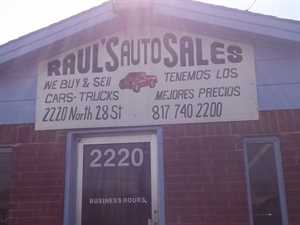 RAUL'S AUTO SALES
WE BUY & SELL
CARS-TRUCKS
TENEMOS LOS
MEJORES PRECIOS
2220 NORTH 28 ST
817 740 2200
2220
BUSINESS HOURS